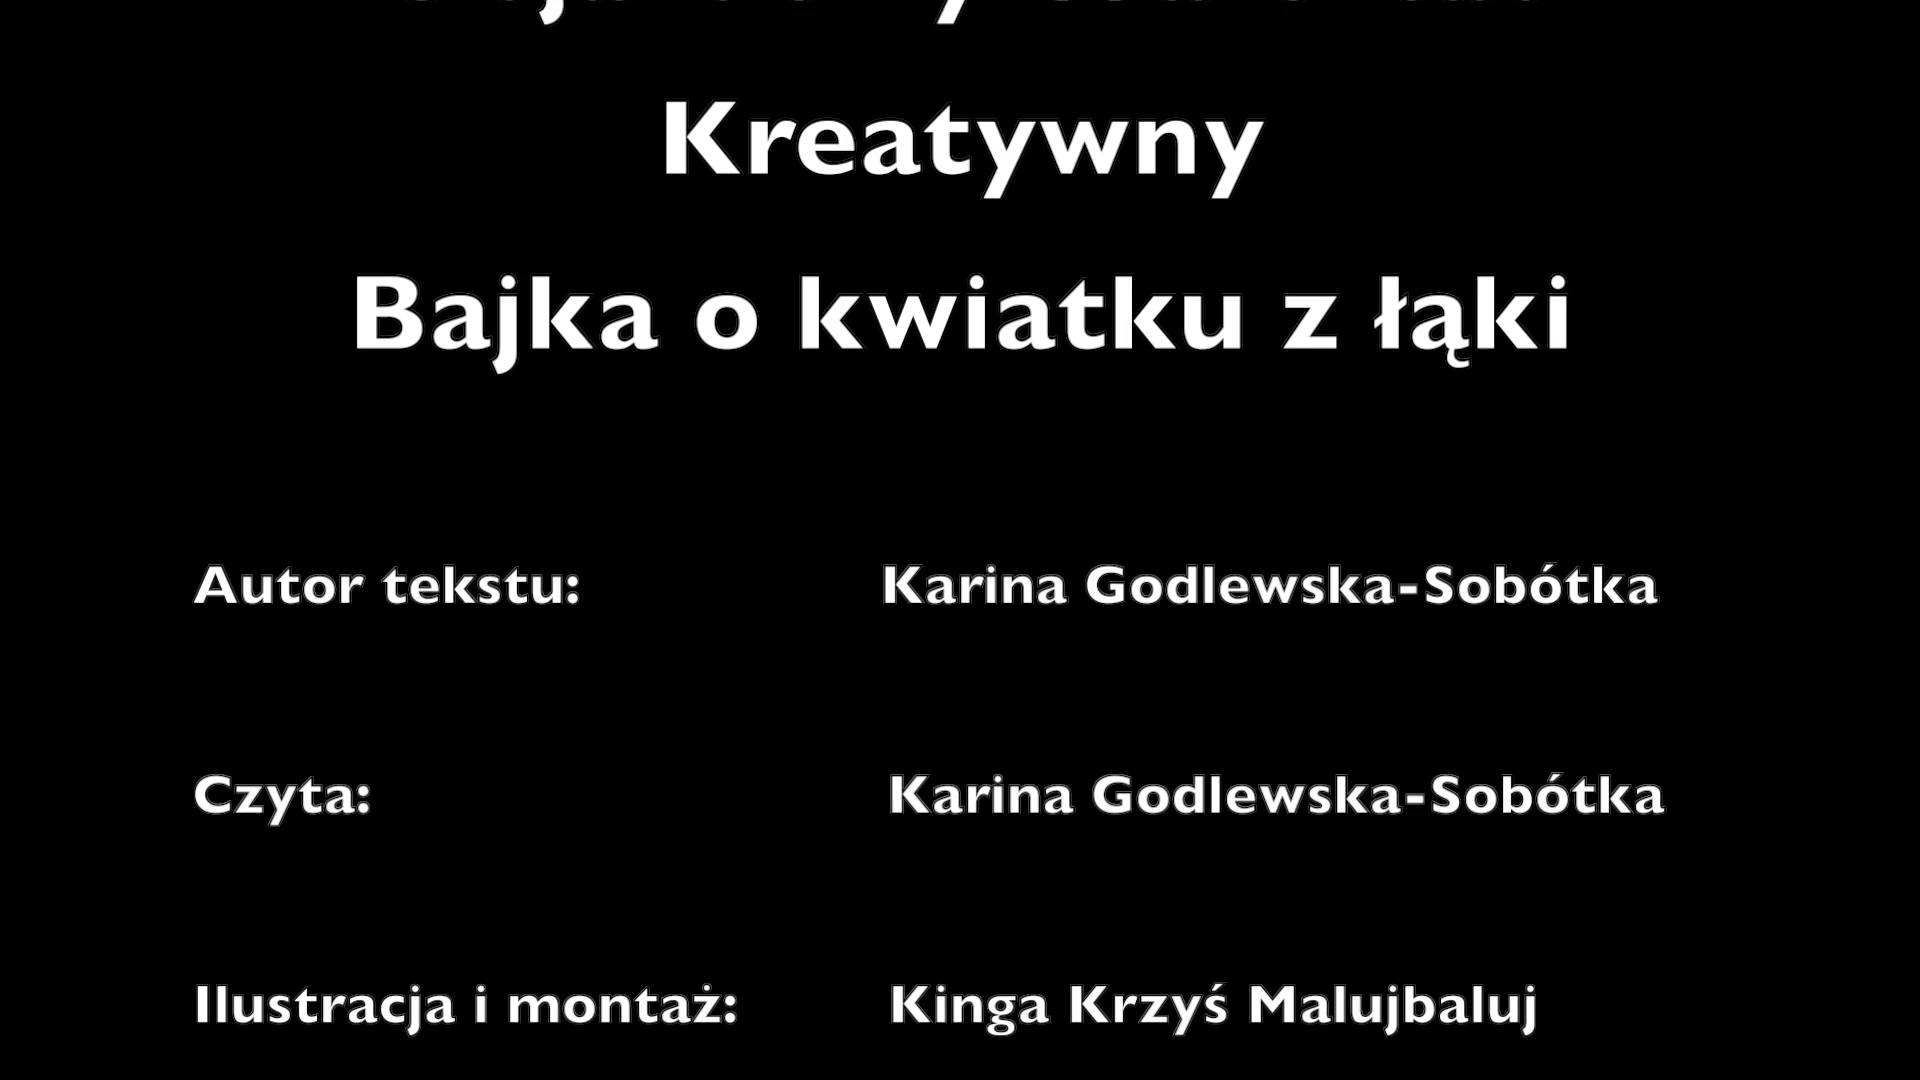 Kreatywny
Bajka o kwiatku z łąki
Autor tekstu: Karina Godlewska-Sobótka
Czyta: Karina Godlewska-Sobótka
Ilustracja i montaż: Kinga Krzyś Malujbaluj